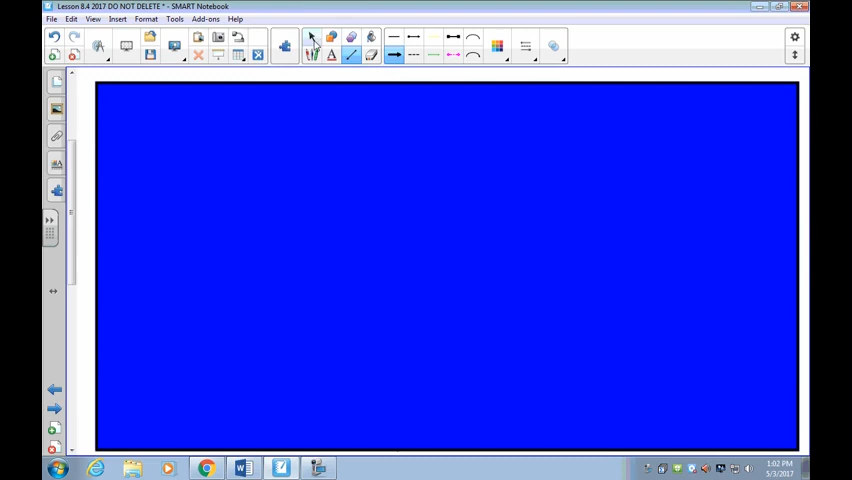 Lesson 8.4 2017 DO NOT DELETE * - SMART Notebook
File Edit View Insert Format Tools Add-ons Help
1:02 PM
5/3/2017